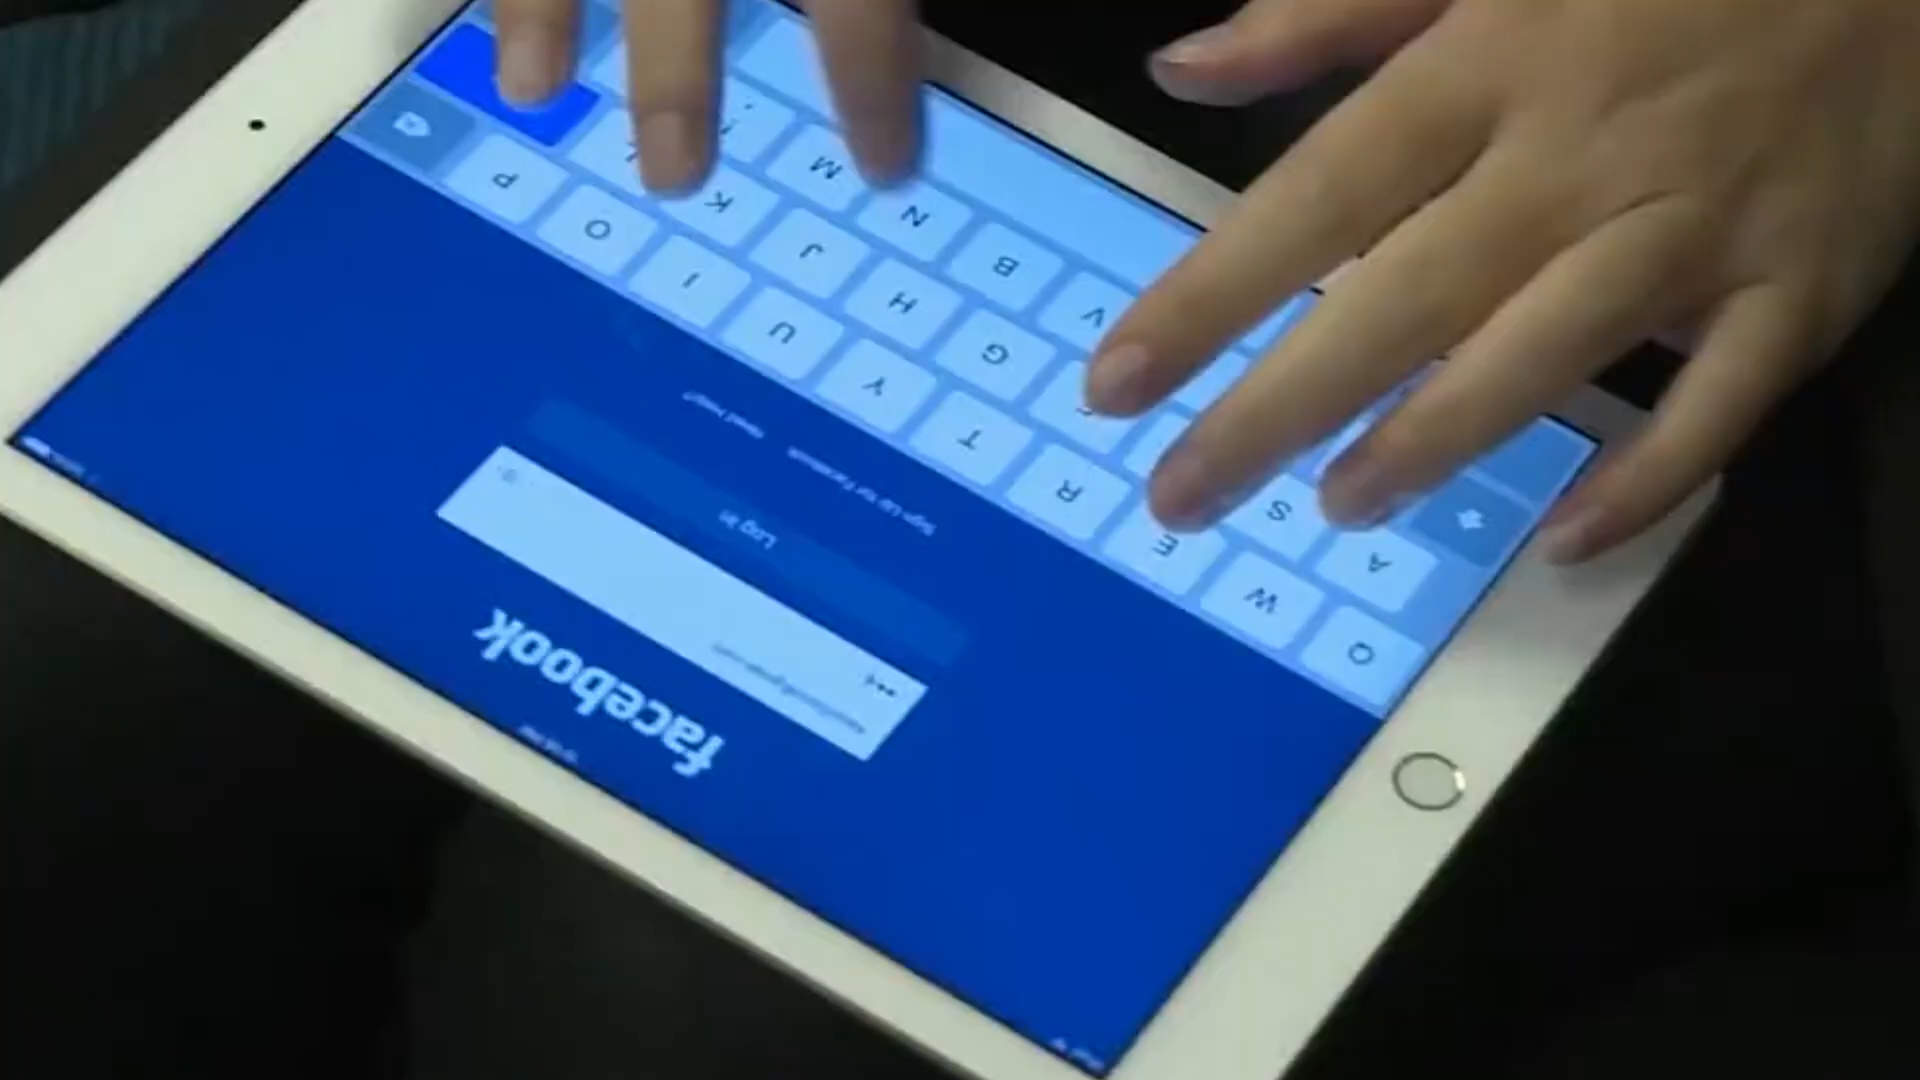 facebook
Log In
Sign Up for Facebook
Need help?
Q W E R T Y U I O P
A S G H J K
V B N M